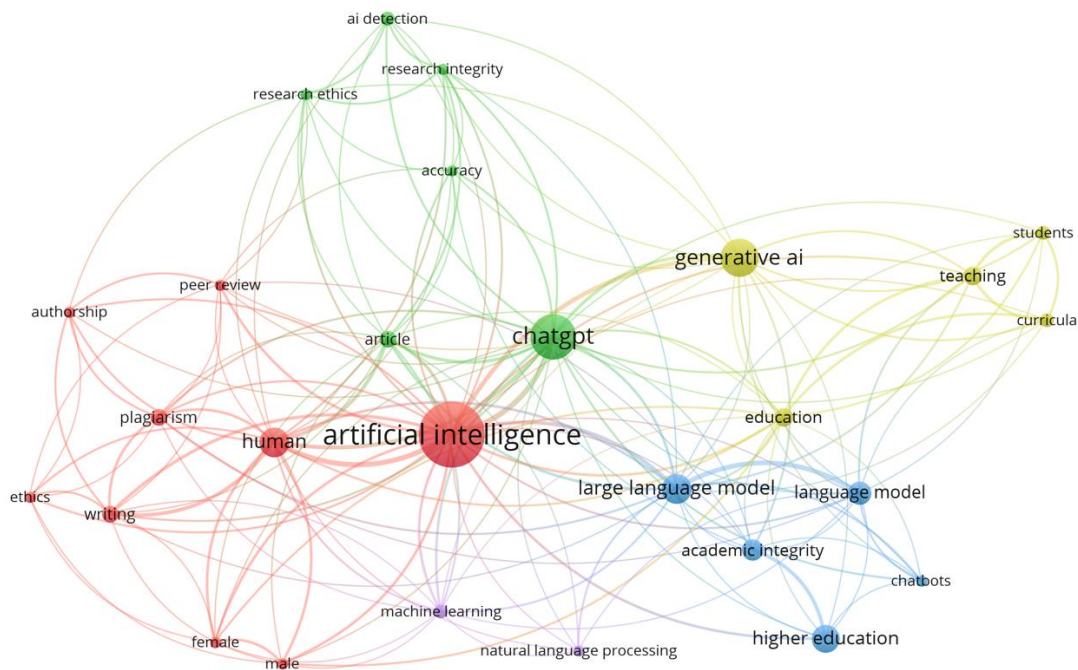 ai detection
research integrity
research ethics
accuracy
students
generative ai
teaching
peer review
authorship
curricula
chatgpt
article
plagiarism
education
artificial intelligence
human
large language model
language model
ethics
writing
academic integrity
chatbots
machine learning
female
higher education
natural language processing
male